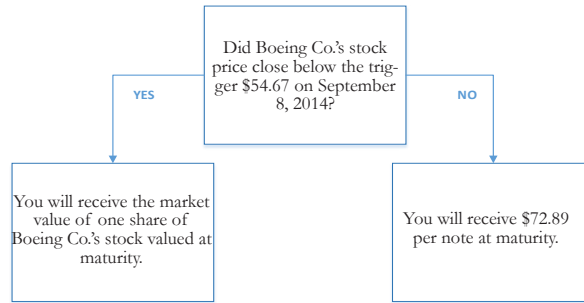 Did Boeing Co.'s stock
price close below the trig-
ger $54.67 on September
8, 2014?
YES
NO
You will receive the market
value of one share of
Boeing Co.'s stock valued at
maturity.
You will receive $72.89
per note at maturity.